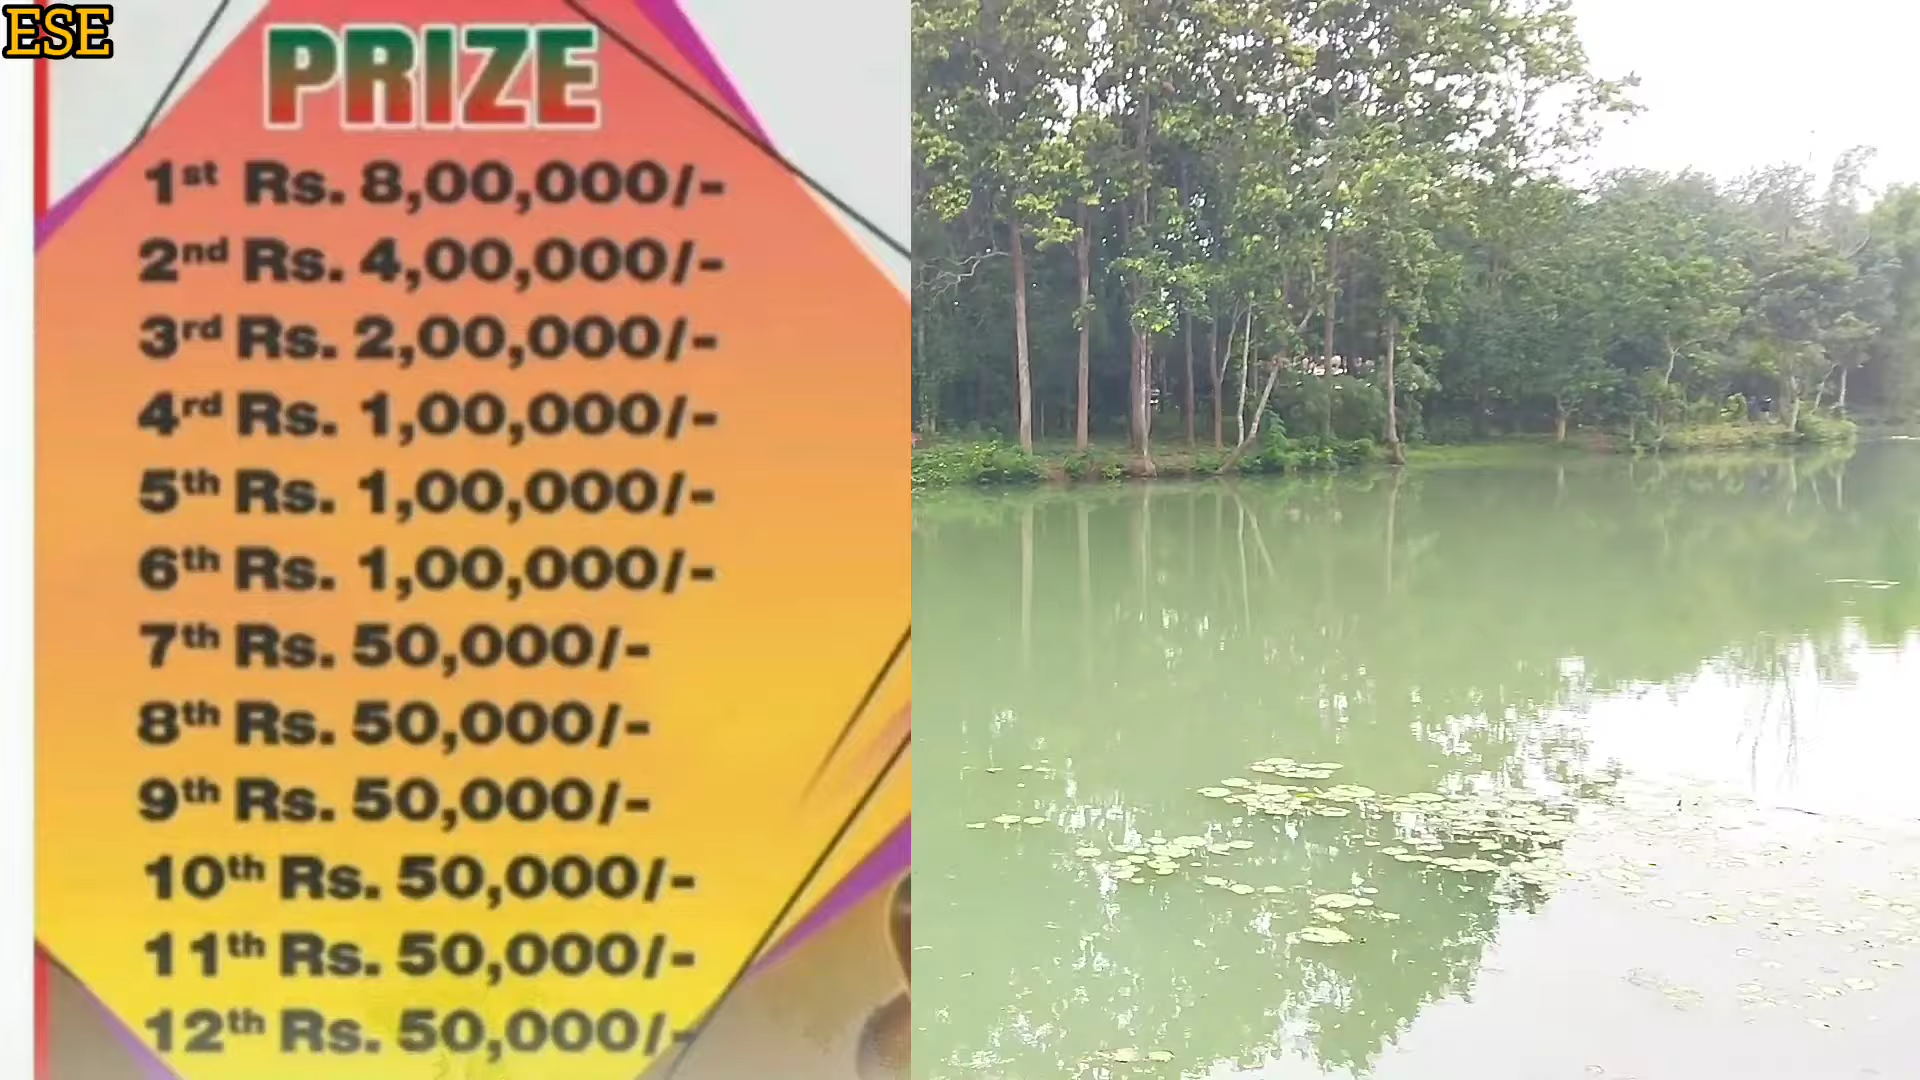 ESE
PRIZE
1st Rs. 8,00,000/-
2nd Rs. 4,00,000/-
3rd Rs. 2,00,000/-
4rd Rs. 1,00,000/-
5th Rs. 1,00,000/-
6th Rs. 1,00,000/-
7th Rs. 50,000/-
8th Rs. 50,000/-
9th Rs. 50,000/-
10th Rs. 50,000/-
11th Rs. 50,000/-
12th Rs. 50,000/-